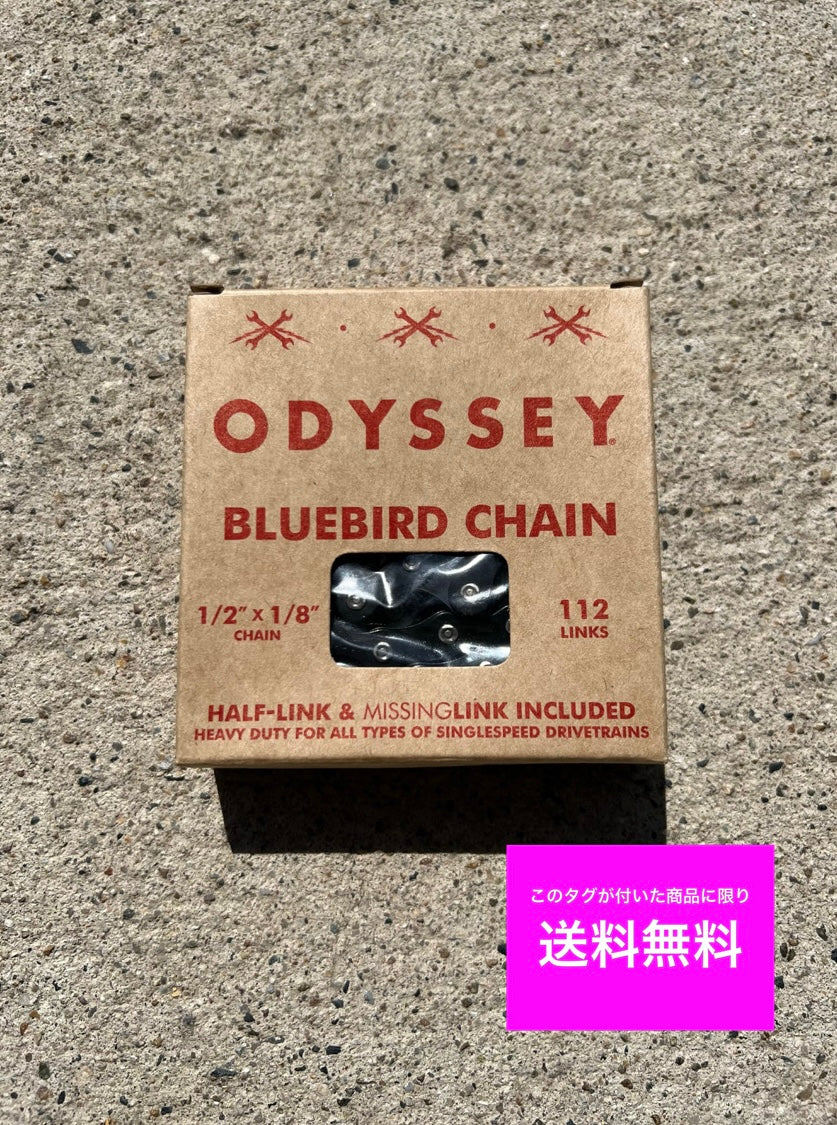 ODYSSEY®
BLUEBIRD CHAIN
1/2" x 1/8"
CHAIN
112
LINKS
HALF-LINK & MISSINGLINK INCLUDED
HEAVY DUTY FOR ALL TYPES OF SINGLESPEED DRIVETRAINS
このタグが付いた商品に限り
送料無料